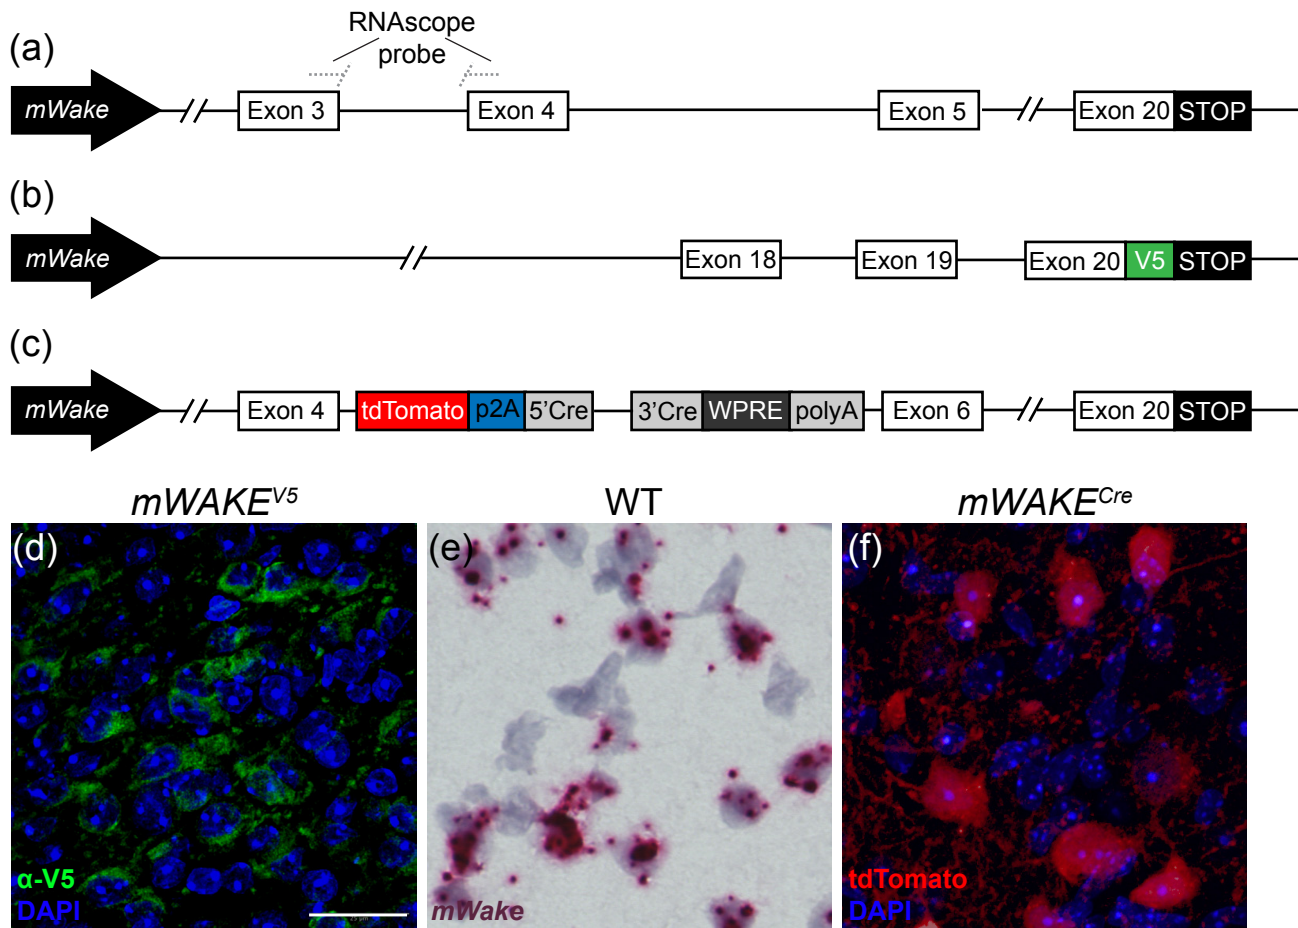 (a)
RNAscope
probe
mWake
Exon 3
Exon 4
Exon 5
Exon 20
STOP
(b)
mWake
Exon 18
Exon 19
Exon 20
V5
STOP
(c)
mWake
Exon 4
tdTomato
p2A
5'Cre
3'Cre
WPRE
polyA
Exon 6
Exon 20
STOP
mWAKE^V5
WT
mWAKE^Cre
(d)
α-V5
DAPI
25 µm
(e)
mWake
(f)
tdTomato
DAPI